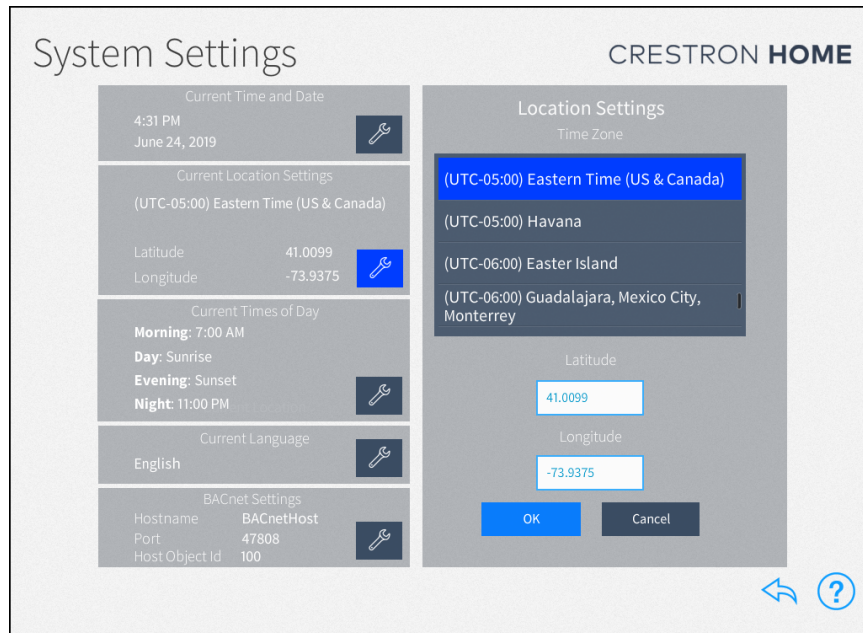 System Settings
CRESTRON HOME
Current Time and Date
4:31 PM
June 24, 2019
Current Location Settings
(UTC-05:00) Eastern Time (US & Canada)
Latitude 41.0099
Longitude -73.9375
Current Times of Day
Morning: 7:00 AM
Day: Sunrise
Evening: Sunset
Night: 11:00 PM
Current Language
English
BACnet Settings
Hostname BACnetHost
Port 47808
Host Object Id 100
Location Settings
Time Zone
(UTC-05:00) Eastern Time (US & Canada)
(UTC-05:00) Havana
(UTC-06:00) Easter Island
(UTC-06:00) Guadalajara, Mexico City,
Monterrey
Latitude
41.0099
Longitude
-73.9375
OK Cancel
?